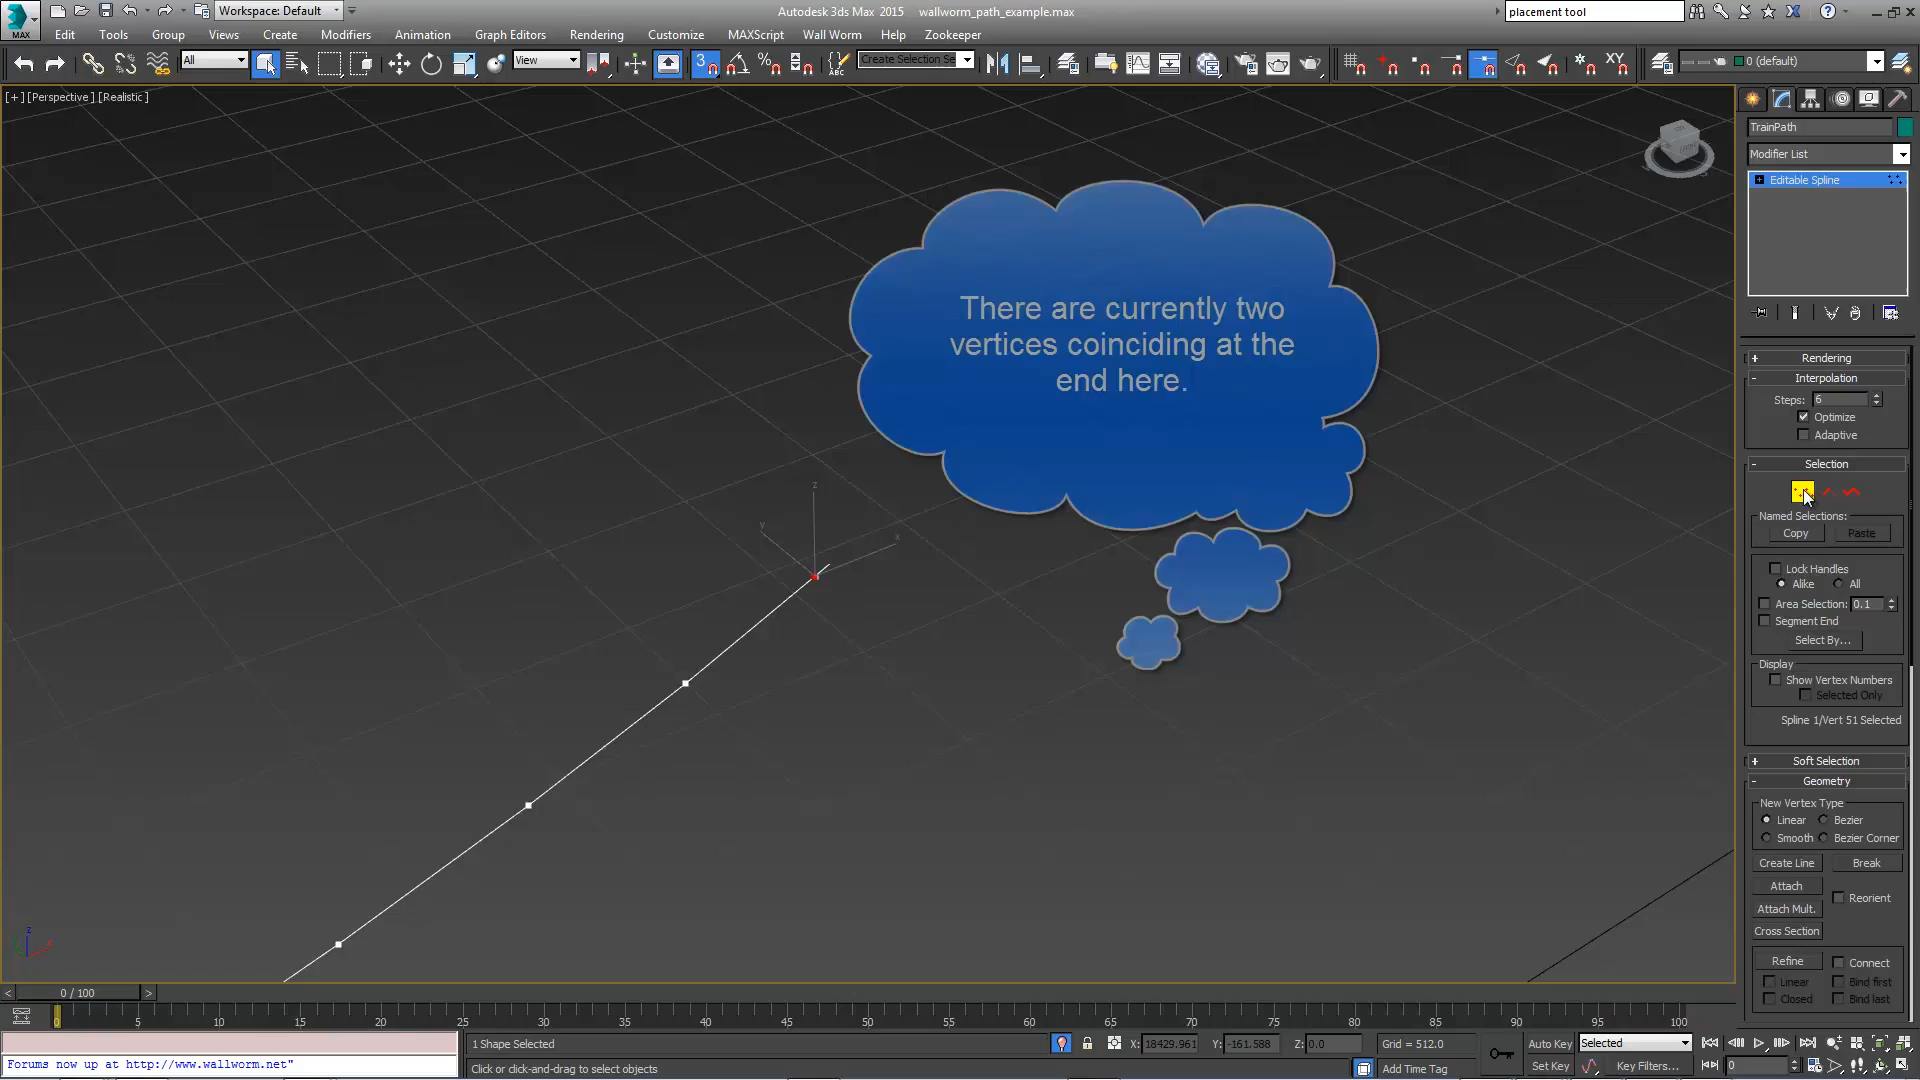 Workspace: Default
Autodesk 3ds Max 2015 wallworm_path_example.max
placement tool
MAX
Edit Tools Group Views Create Modifiers Animation Graph Editors Rendering Customize MAXScript Wall Worm Help Zookeeper
All
View
3
ABC
Create Selection Se
XY
0 (default)
[+] [Perspective] [Realistic]
TrainPath
Modifier List
Editable Spline
There are currently two
vertices coinciding at the
end here.
z
y
x
Rendering
Interpolation
Steps: 6
Optimize
Adaptive
Selection
Named Selections:
Copy Paste
Lock Handles
Alike All
Area Selection: 0.1
Segment End
Select By...
Display
Show Vertex Numbers
Selected Only
Spline 1/Vert 51 Selected
Soft Selection
Geometry
New Vertex Type
Linear Bezier
Smooth Bezier Corner
Create Line Break
Attach
Reorient
Attach Mult.
Cross Section
Refine Connect
Linear Bind first
Closed Bind last
z
x
0 / 100
0 5 10 15 20 25 30 35 40 45 50 55 60 65 70 75 80 85 90 95 100
1 Shape Selected
X: 18429.961 Y: -161.588 Z: 0.0
Grid = 512.0
Auto Key Selected
Forums now up at http://www.wallworm.net"
Click or click-and-drag to select objects
Add Time Tag
Set Key Key Filters...
0